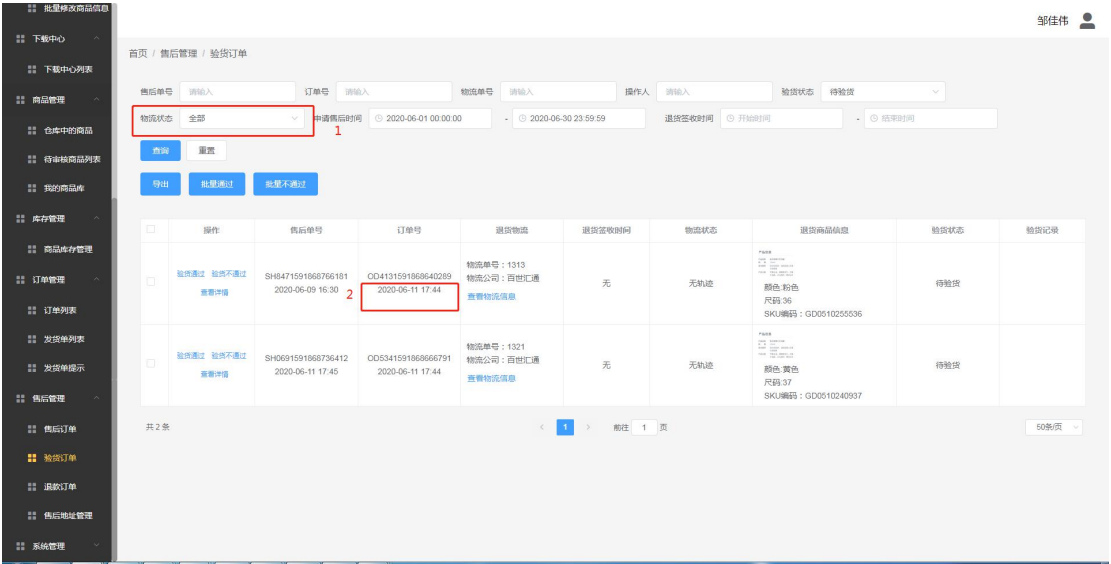 批量修改商品信息
下载中心
下载中心列表
商品管理
仓库中的商品
待审核商品列表
我的商品库
库存管理
商品库存管理
订单管理
订单列表
发货单列表
发货单提示
售后管理
售后订单
验货订单
退款订单
售后地址管理
系统管理
邹佳伟
首页 / 售后管理 / 验货订单
售后单号 请输入 订单号 请输入 物流单号 请输入 操作人 请输入 验货状态 待验货
物流状态 全部 申请售后时间 2020-06-01 00:00:00 - 2020-06-30 23:59:59 退货签收时间 开始时间 - 结束时间
1
查询 重置
导出 批量通过 批量不通过
操作 售后单号 订单号 退货物流 退货签收时间 物流状态 退货商品信息 验货状态 验货记录
验货通过 验货不通过
查看详情
SH8471591868766181
2020-06-09 16:30
2
OD4131591868640289
2020-06-11 17:44
物流单号：1313
物流公司：百世汇通
查看物流信息
无
无轨迹
颜色:粉色
尺码:36
SKU编码：GD0510255536
待验货
验货通过 验货不通过
查看详情
SH0691591868736412
2020-06-11 17:45
OD5341591868666791
2020-06-11 17:44
物流单号：1321
物流公司：百世汇通
查看物流信息
无
无轨迹
颜色:黄色
尺码:37
SKU编码：GD0510240937
待验货
共 2 条
1
前往 1 页
50条/页